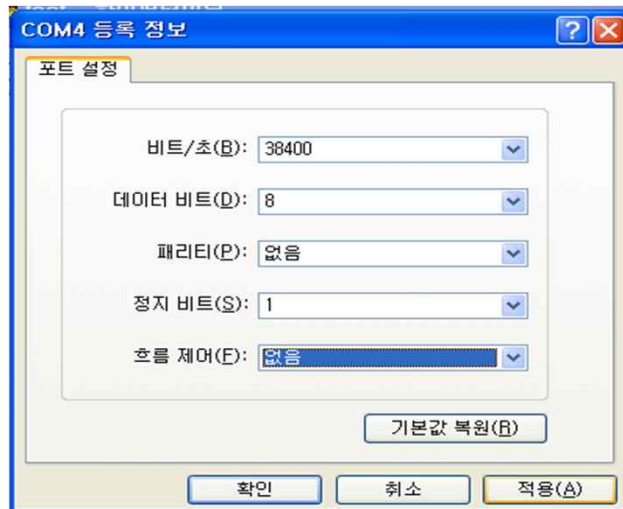 COM4 등록 정보
포트 설정
비트/초(B): 38400
데이터 비트(D): 8
패리티(P): 없음
정지 비트(S): 1
흐름 제어(F): 없음
기본값 복원(R)
확인 취소 적용(A)